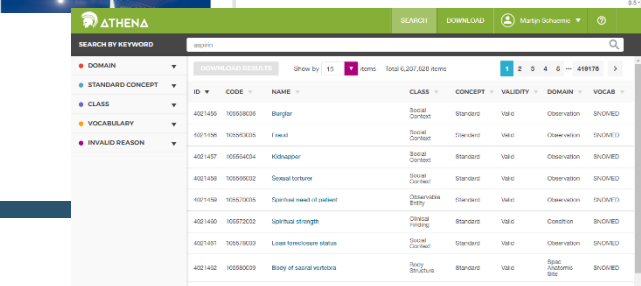 ATHENA SEARCH DOWNLOAD Martijn Schuemie
SEARCH BY KEYWORD aspirin
DOMAIN
STANDARD CONCEPT
CLASS
VOCABULARY
INVALID REASON
DOWNLOAD RESULTS Show by 15 items Total 6,267,628 items 1 2 3 4 5 ... 418176 >
ID CODE NAME CLASS CONCEPT VALIDITY DOMAIN VOCAB
4021455 105558006 Burglar Social Context Standard Valid Observation SNOMED
4021456 Fraud Social Context Standard Valid Observation SNOMED
4021457 Kidnapper Social Context Standard Valid Observation SNOMED
4021458 Sexual torturer Social Context Standard Valid Observation SNOMED
4021459 Spiritual need of patient Observable Entity Standard Valid Observation SNOMED
4021460 Spiritual strength Clinical Finding Standard Valid Condition SNOMED
4021461 Loan foreclosure status Social Context Standard Valid Observation SNOMED
4021462 Body of sacral vertebra Body Structure Standard Valid Spec Anatomic Site SNOMED